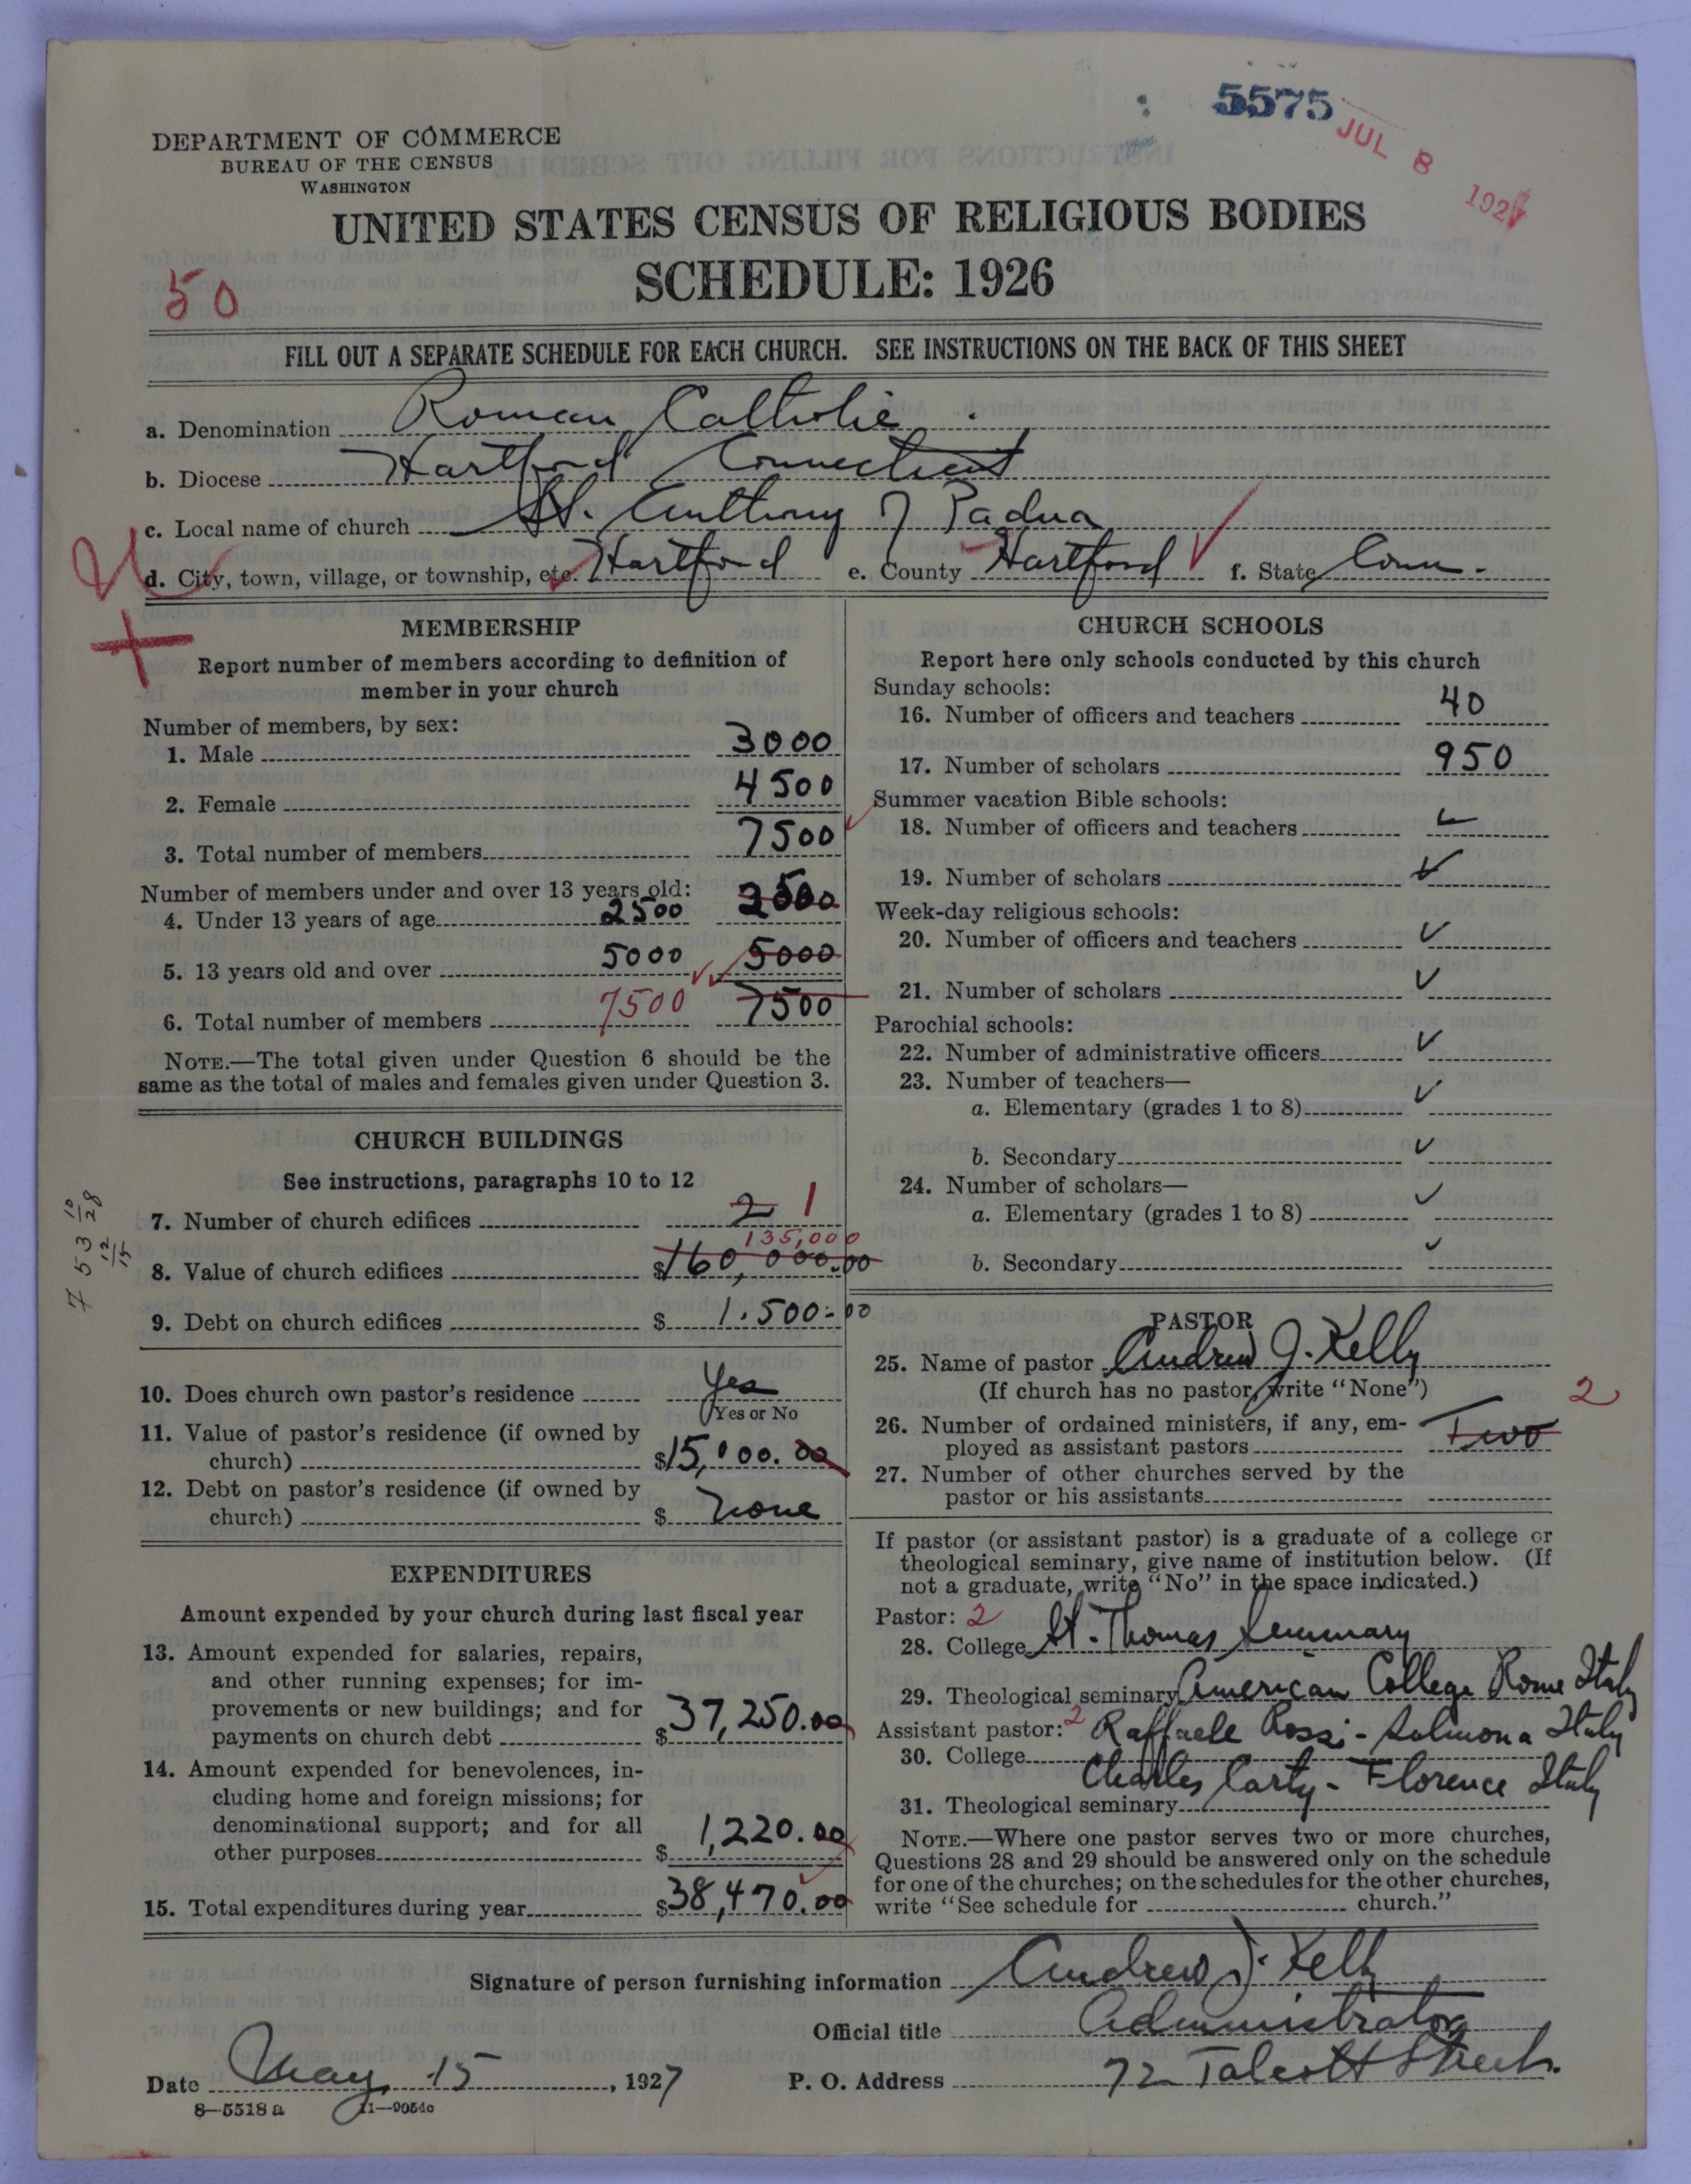 5575
JUL 8 1927
DEPARTMENT OF COMMERCE
BUREAU OF THE CENSUS
WASHINGTON
UNITED STATES CENSUS OF RELIGIOUS BODIES
SCHEDULE: 1926
50
FILL OUT A SEPARATE SCHEDULE FOR EACH CHURCH. SEE INSTRUCTIONS ON THE BACK OF THIS SHEET
a. Denomination Roman Catholic
b. Diocese Hartford Connecticut
c. Local name of church St. Anthony of Padua
d. City, town, village, or township, etc. Hartford e. County Hartford f. State Conn.
MEMBERSHIP
Report number of members according to definition of
member in your church
Number of members, by sex:
1. Male 3000
2. Female 4500
3. Total number of members 7500
Number of members under and over 13 years old:
4. Under 13 years of age 2500 2500
5. 13 years old and over 5000 5000
6. Total number of members 7500 7500
NOTE.—The total given under Question 6 should be the
same as the total of males and females given under Question 3.
CHURCH BUILDINGS
See instructions, paragraphs 10 to 12
7. Number of church edifices 2 1
135,000
8. Value of church edifices $160,000.00
9. Debt on church edifices $ 1.500.00
10. Does church own pastor's residence Yes
Yes or No
11. Value of pastor's residence (if owned by
church) $15,000.00
12. Debt on pastor's residence (if owned by
church) $ none
EXPENDITURES
Amount expended by your church during last fiscal year
13. Amount expended for salaries, repairs,
and other running expenses; for im-
provements or new buildings; and for
payments on church debt $37,250.00
14. Amount expended for benevolences, in-
cluding home and foreign missions; for
denominational support; and for all
other purposes $ 1,220.00
15. Total expenditures during year $38,470.00
CHURCH SCHOOLS
Report here only schools conducted by this church
Sunday schools:
16. Number of officers and teachers 40
17. Number of scholars 950
Summer vacation Bible schools:
18. Number of officers and teachers
19. Number of scholars
Week-day religious schools:
20. Number of officers and teachers
21. Number of scholars
Parochial schools:
22. Number of administrative officers
23. Number of teachers—
a. Elementary (grades 1 to 8)
b. Secondary
24. Number of scholars—
a. Elementary (grades 1 to 8)
b. Secondary
PASTOR
25. Name of pastor Andrew J. Kelly
(If church has no pastor, write "None")
26. Number of ordained ministers, if any, em-
ployed as assistant pastors Two 2
27. Number of other churches served by the
pastor or his assistants
If pastor (or assistant pastor) is a graduate of a college or
theological seminary, give name of institution below. (If
not a graduate, write "No" in the space indicated.)
Pastor: 2
28. College St. Thomas Seminary
29. Theological seminary American College Rome Italy
Assistant pastor: 2 Raffaele Rossi - Sulmona Italy
30. College
Charles Carty - Florence Italy
31. Theological seminary
NOTE.—Where one pastor serves two or more churches,
Questions 28 and 29 should be answered only on the schedule
for one of the churches; on the schedules for the other churches,
write "See schedule for church."
Signature of person furnishing information Andrew J. Kelly
Official title Administrator
Date May 15, 1927 P. O. Address 72 Talcott Street.
8—5518 a 11—9054c